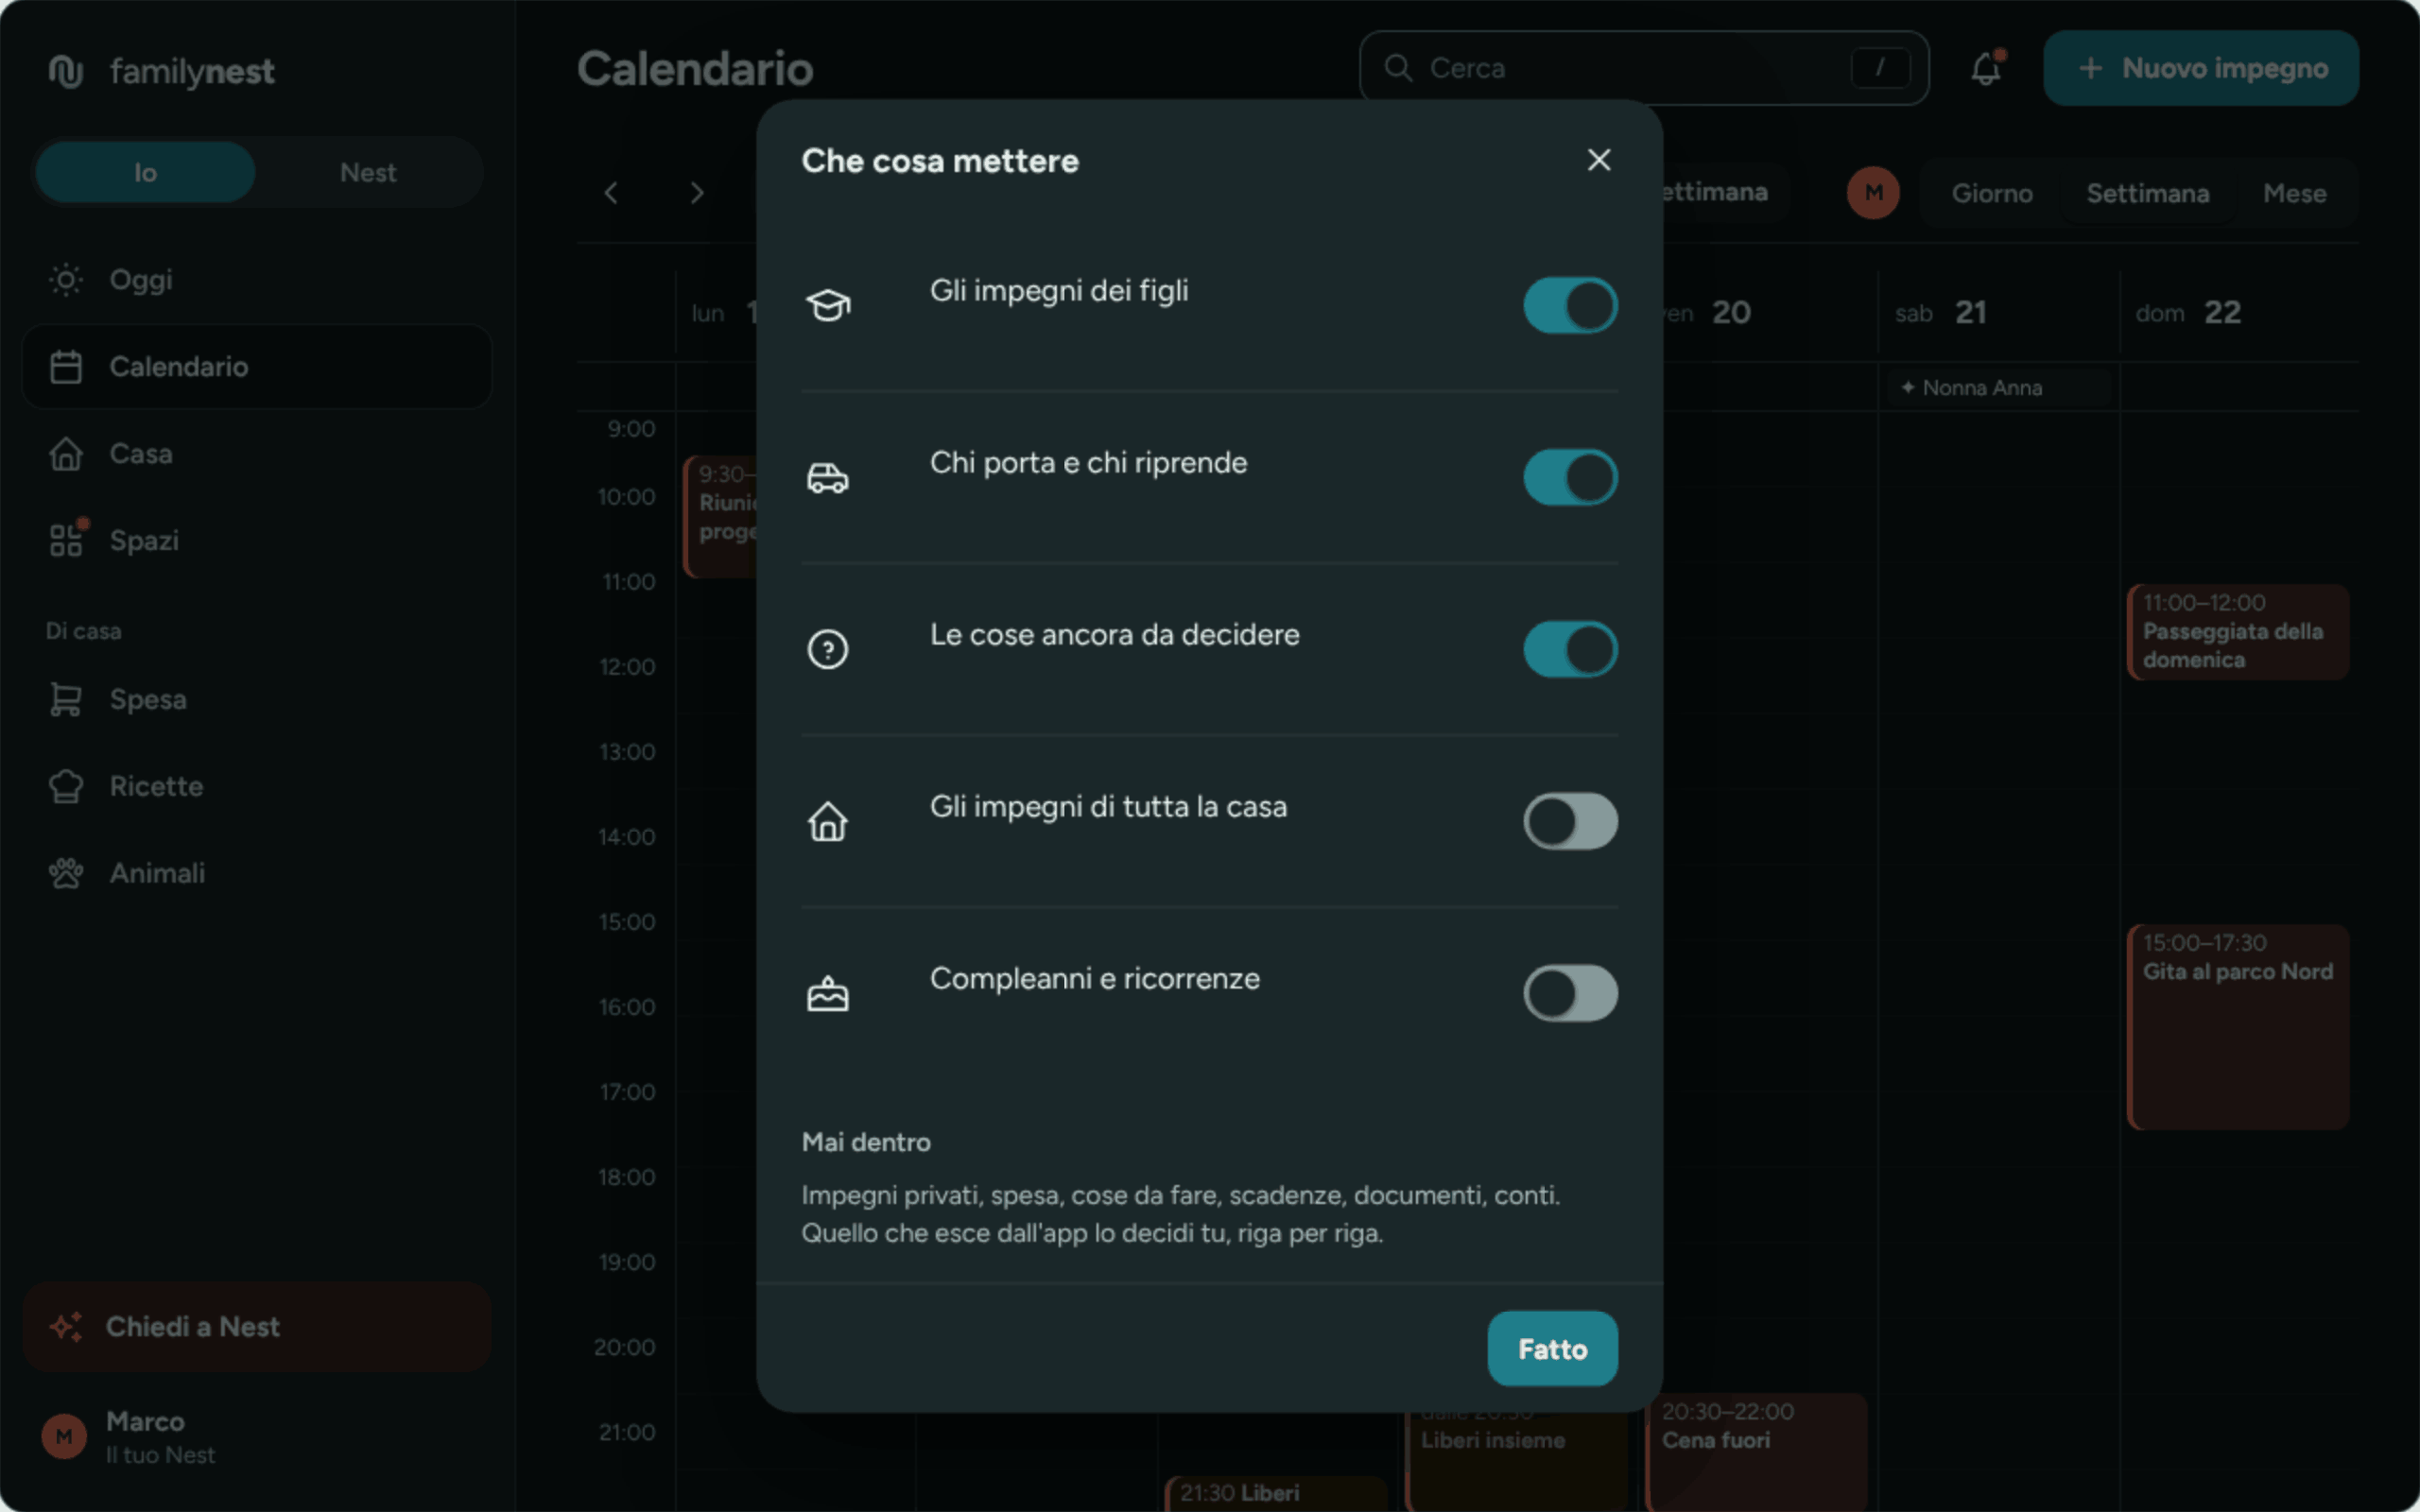 familynest
Io
Nest
Oggi
Calendario
Casa
Spazi
Di casa
Spesa
Ricette
Animali
Chiedi a Nest
M
Marco
Il tuo Nest
Calendario
Cerca
/
+ Nuovo impegno
M
Giorno
Settimana
Mese
lun
20
sab 21
dom 22
✦ Nonna Anna
9:00
10:00
11:00
12:00
13:00
14:00
15:00
16:00
17:00
18:00
19:00
20:00
21:00
9:30–
11:00–12:00
Passeggiata della
domenica
15:00–17:30
Gita al parco Nord
Liberi insieme
20:30–22:00
Cena fuori
21:30 Liberi
Che cosa mettere
Gli impegni dei figli
Chi porta e chi riprende
Le cose ancora da decidere
Gli impegni di tutta la casa
Compleanni e ricorrenze
Mai dentro
Impegni privati, spesa, cose da fare, scadenze, documenti, conti.
Quello che esce dall'app lo decidi tu, riga per riga.
Fatto